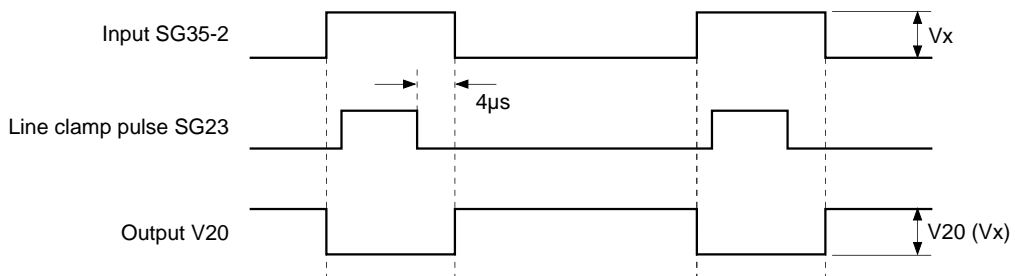 Input SG35-2
Vx
4µs
Line clamp pulse SG23
Output V20
V20 (Vx)